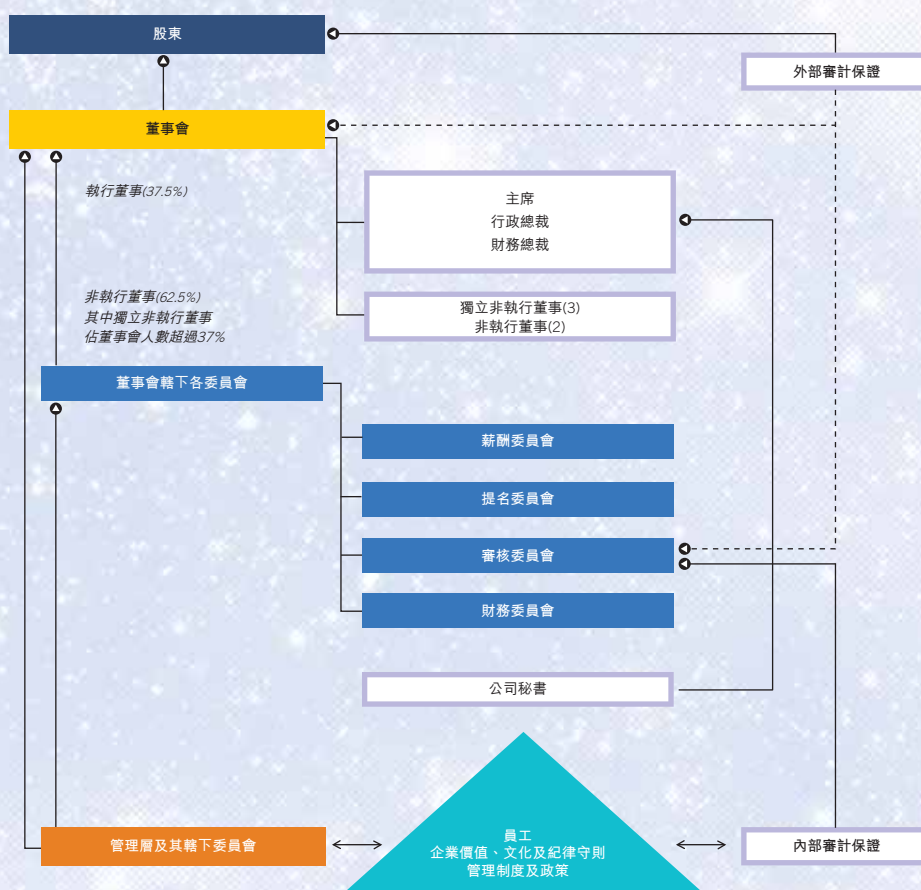 股東
外部審計保證
董事會
執行董事(37.5%)
主席
行政總裁
財務總裁
非執行董事(62.5%)
其中獨立非執行董事
佔董事會人數超過37%
獨立非執行董事(3)
非執行董事(2)
董事會轄下各委員會
薪酬委員會
提名委員會
審核委員會
財務委員會
公司秘書
管理層及其轄下委員會
員工
企業價值、文化及紀律守則
管理制度及政策
內部審計保證